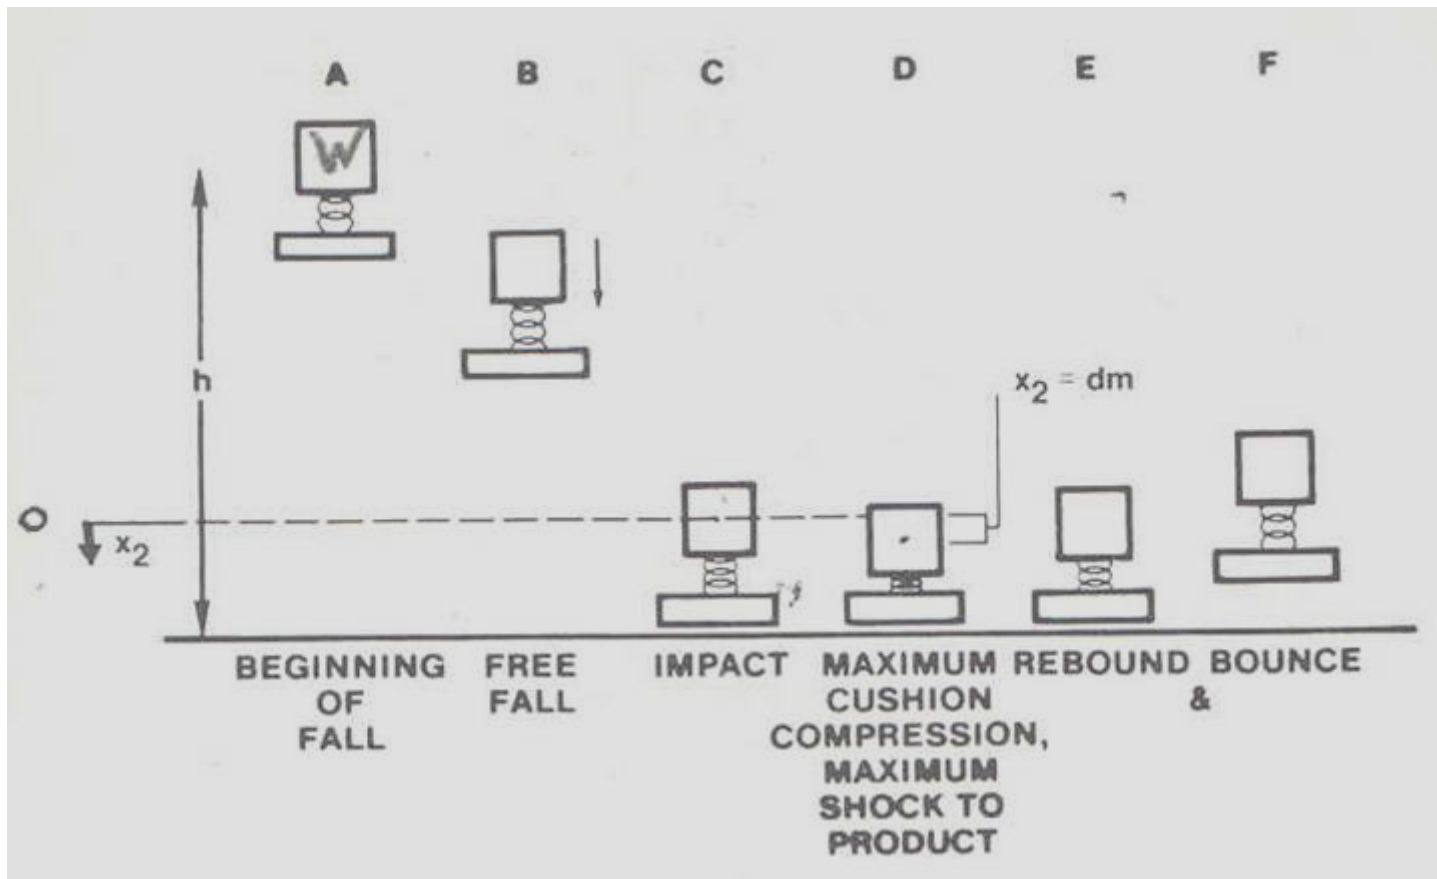 A B C D E F
W
h
x₂ = dm
O
x₂
BEGINNING OF FALL
FREE FALL
IMPACT
MAXIMUM CUSHION COMPRESSION, MAXIMUM SHOCK TO PRODUCT
REBOUND & BOUNCE